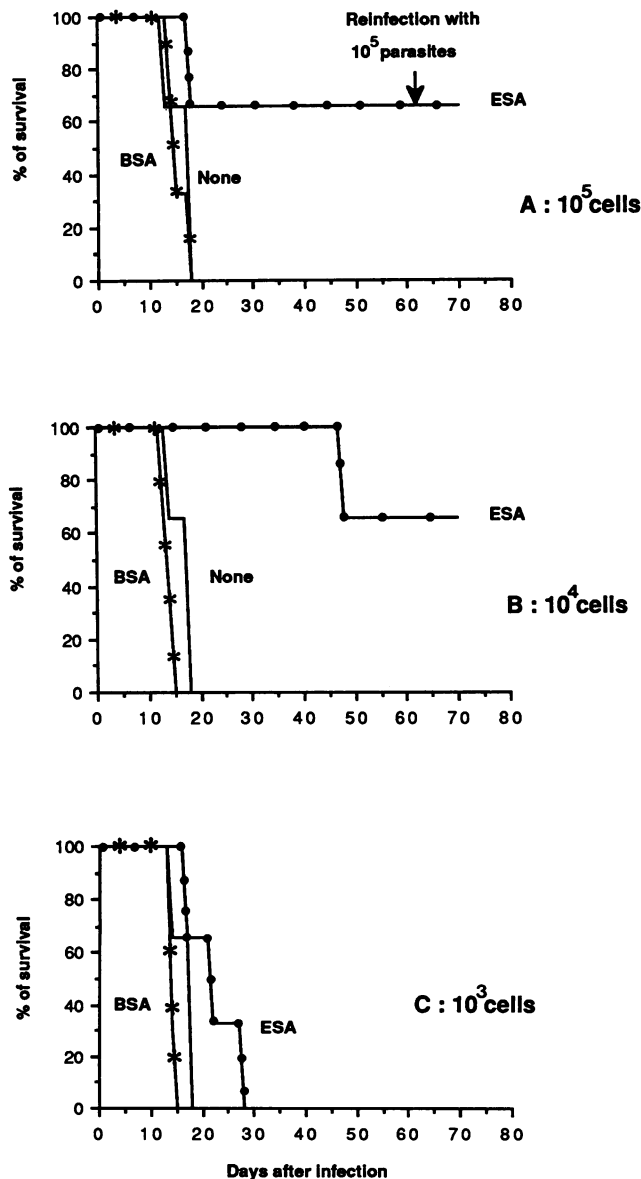 100
80
60
40
20
0
% of survival
Reinfection with
10^5 parasites
ESA
BSA
None
A : 10^5 cells
0 10 20 30 40 50 60 70 80
100
80
60
40
20
0
% of survival
ESA
BSA
None
B : 10^4 cells
0 10 20 30 40 50 60 70 80
100
80
60
40
20
0
% of survival
BSA
ESA
C : 10^3 cells
0 10 20 30 40 50 60 70 80
Days after infection